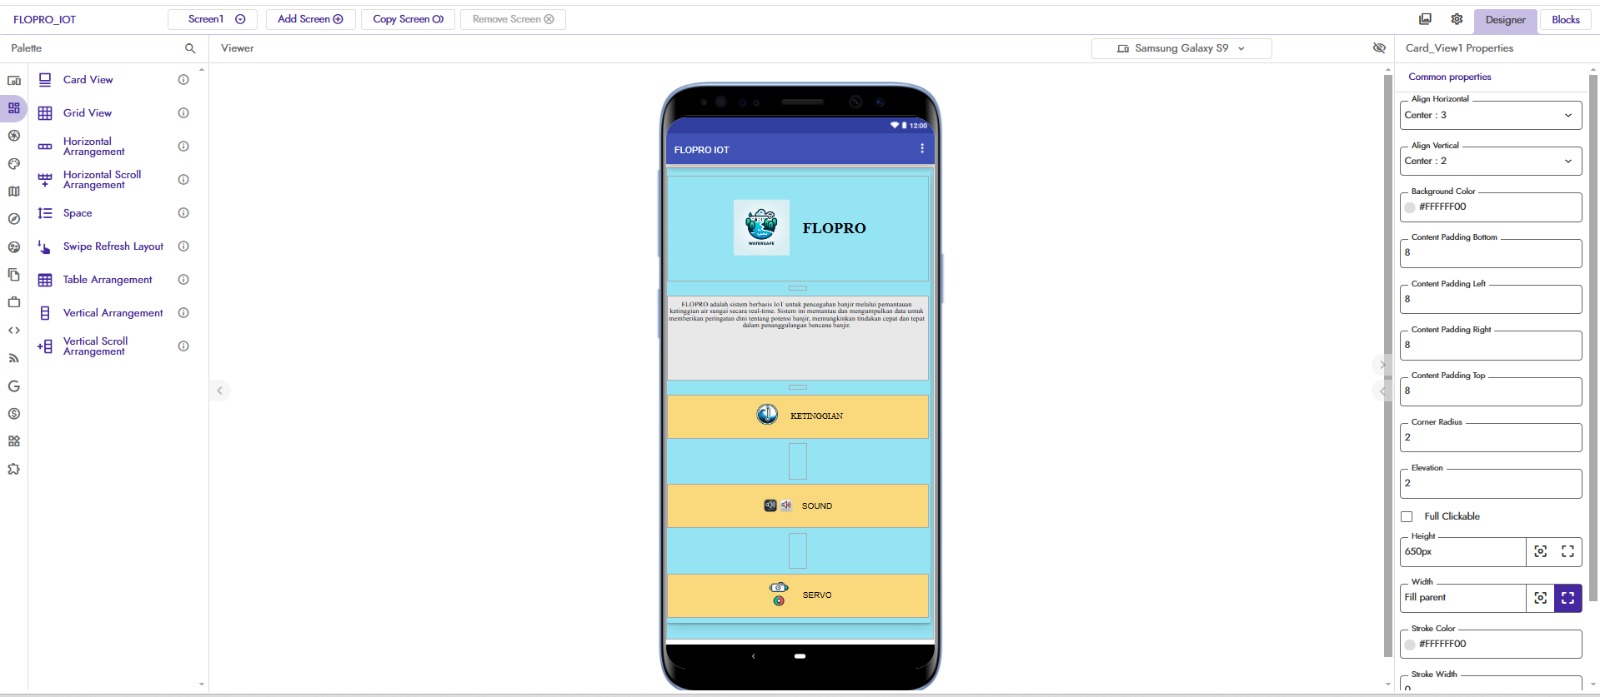 FLOPRO_IOT
Screen1
Add Screen
Copy Screen
Remove Screen
Designer
Blocks
Palette
Viewer
Samsung Galaxy S9
Card_View1 Properties
Card View
Grid View
Horizontal
Arrangement
Horizontal Scroll
Arrangement
Space
Swipe Refresh Layout
Table Arrangement
Vertical Arrangement
Vertical Scroll
Arrangement
12:00
FLOPRO IOT
WATERSAFE
FLOPRO
FLOPRO adalah sistem berbasis IoT untuk pencegahan banjir melalui pemantauan
ketinggian air sungai secara real-time. Sistem ini memantau dan mengumpulkan data untuk
memberikan peringatan dini tentang potensi banjir, memungkinkan tindakan cepat dan tepat
dalam penanggulangan bencana banjir.
KETINGGIAN
SOUND
SERVO
Common properties
Align Horizontal
Center : 3
Align Vertical
Center : 2
Background Color
#FFFFFF00
Content Padding Bottom
8
Content Padding Left
8
Content Padding Right
8
Content Padding Top
8
Corner Radius
2
Elevation
2
Full Clickable
Height
650px
Width
Fill parent
Stroke Color
#FFFFFF00
Stroke Width
0